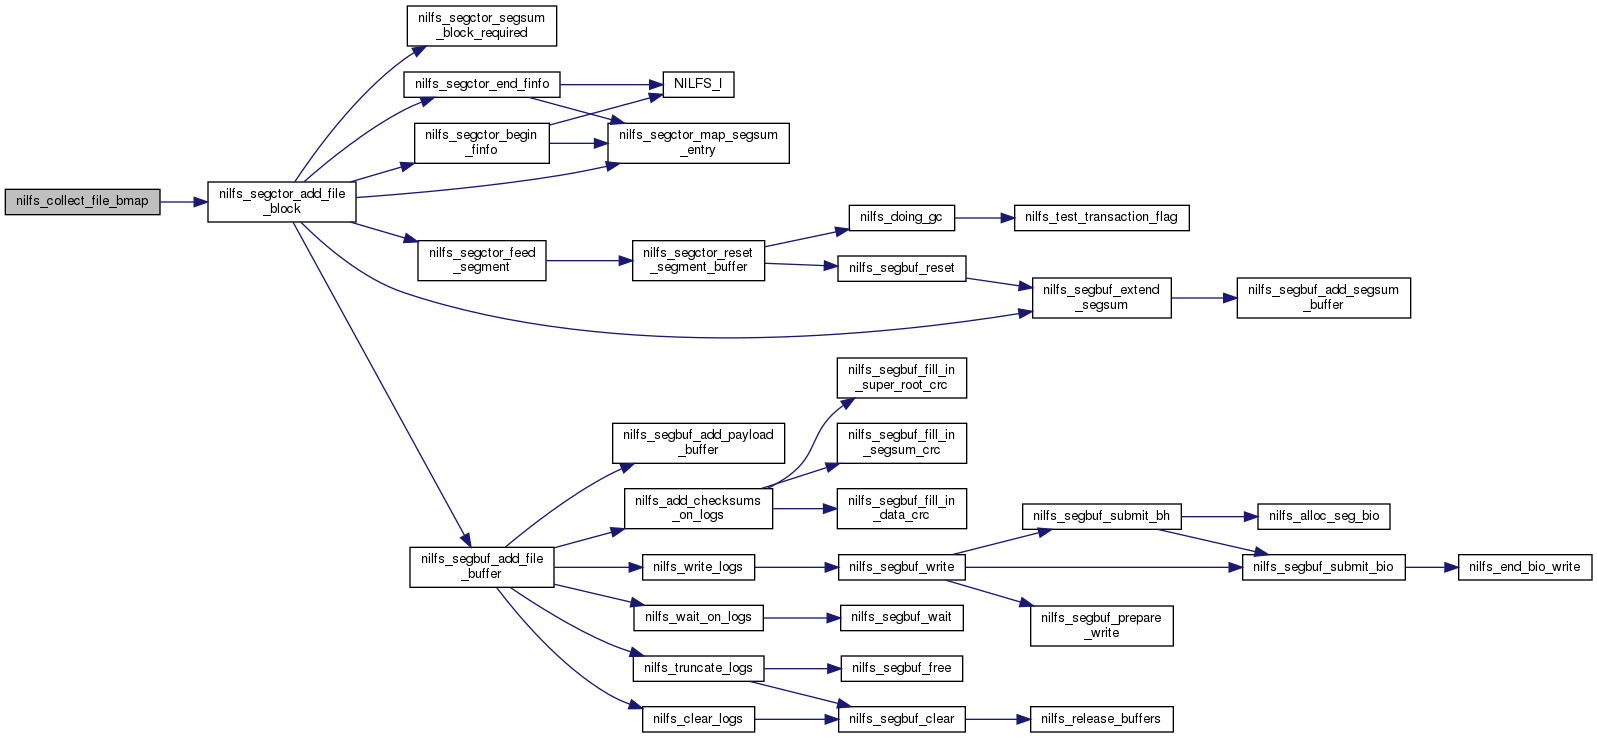 nilfs_segctor_segsum
_block_required
nilfs_segctor_end_finfo
NILFS_I
nilfs_segctor_begin
_finfo
nilfs_segctor_map_segsum
_entry
nilfs_collect_file_bmap
nilfs_segctor_add_file
_block
nilfs_doing_gc
nilfs_test_transaction_flag
nilfs_segctor_feed
_segment
nilfs_segctor_reset
_segment_buffer
nilfs_segbuf_reset
nilfs_segbuf_extend
_segsum
nilfs_segbuf_add_segsum
_buffer
nilfs_segbuf_fill_in
_super_root_crc
nilfs_segbuf_add_payload
_buffer
nilfs_segbuf_fill_in
_segsum_crc
nilfs_add_checksums
_on_logs
nilfs_segbuf_fill_in
_data_crc
nilfs_segbuf_submit_bh
nilfs_alloc_seg_bio
nilfs_segbuf_add_file
_buffer
nilfs_write_logs
nilfs_segbuf_write
nilfs_segbuf_submit_bio
nilfs_end_bio_write
nilfs_wait_on_logs
nilfs_segbuf_wait
nilfs_segbuf_prepare
_write
nilfs_truncate_logs
nilfs_segbuf_free
nilfs_clear_logs
nilfs_segbuf_clear
nilfs_release_buffers